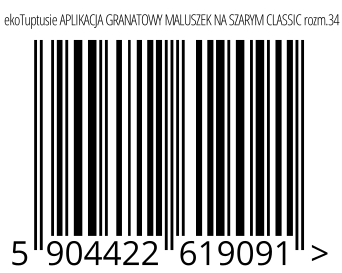 ekoTuptusie APLIKACJA GRANATOWY MALUSZEK NA SZARYM CLASSIC rozm.34
5 904422 619091 >